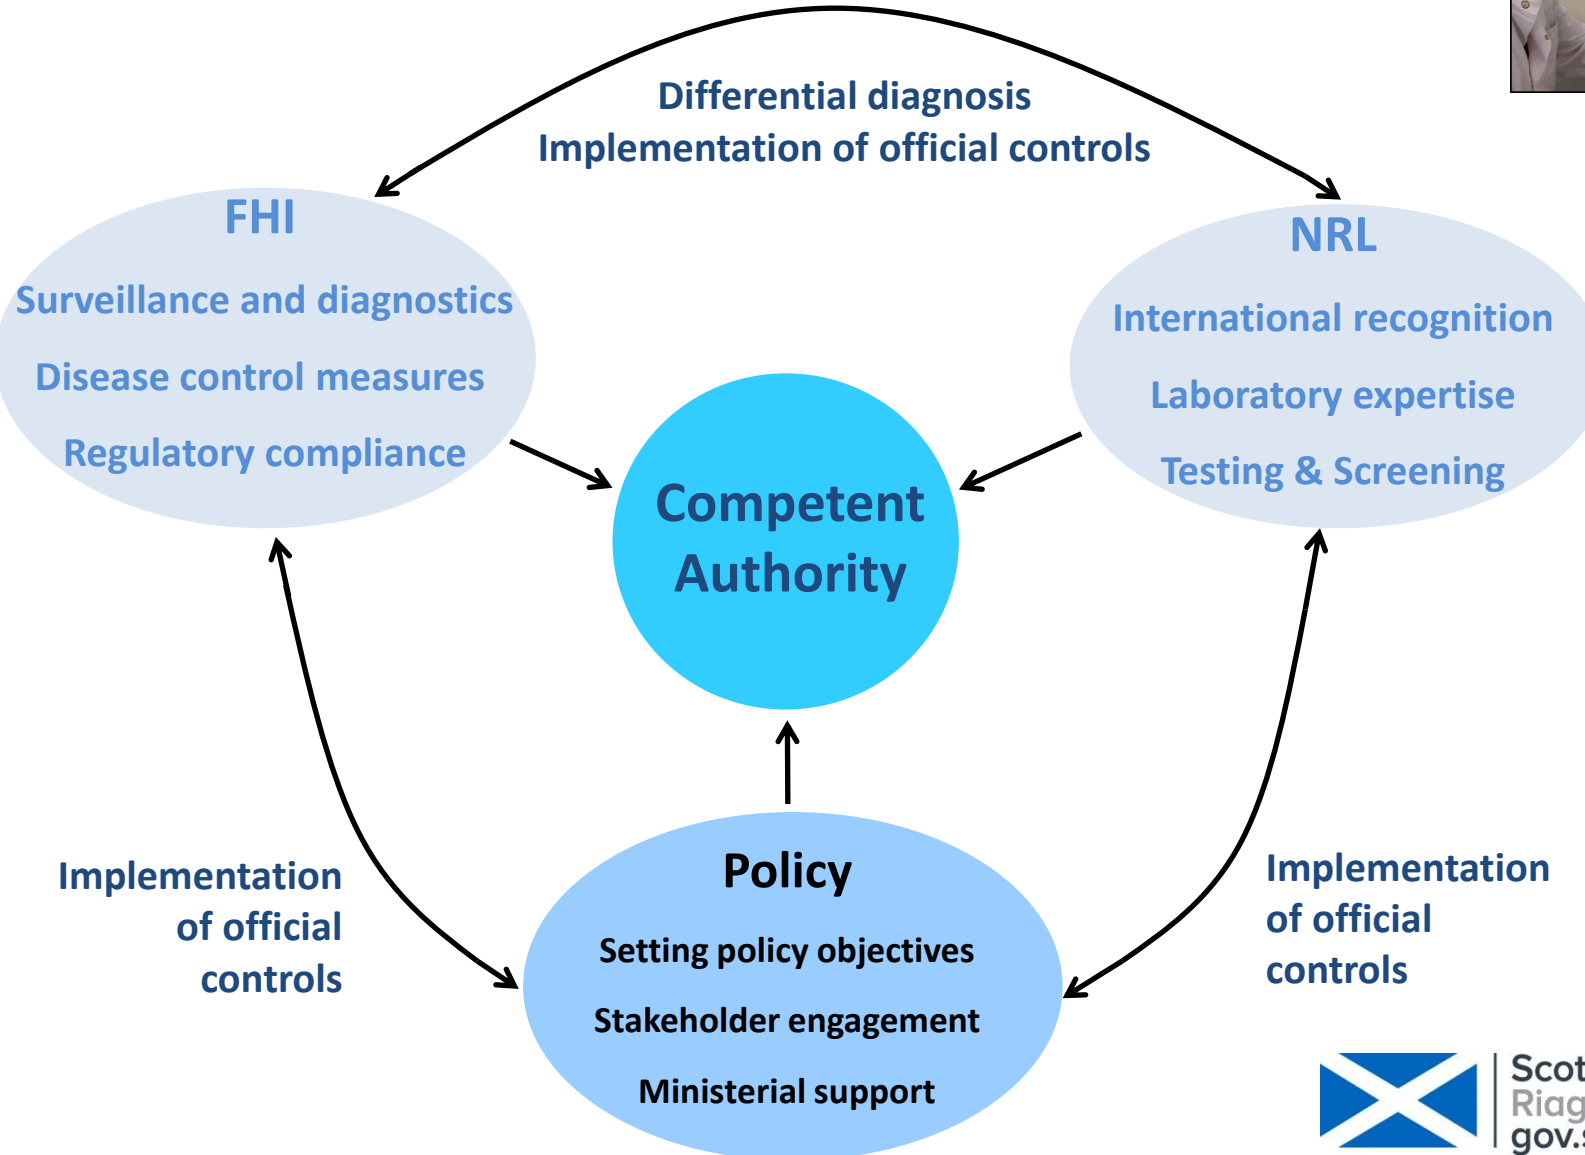 Differential diagnosis
Implementation of official controls
FHI
Surveillance and diagnostics
Disease control measures
Regulatory compliance
NRL
International recognition
Laboratory expertise
Testing & Screening
Competent
Authority
Implementation
of official
controls
Policy
Setting policy objectives
Stakeholder engagement
Ministerial support
Implementation
of official
controls